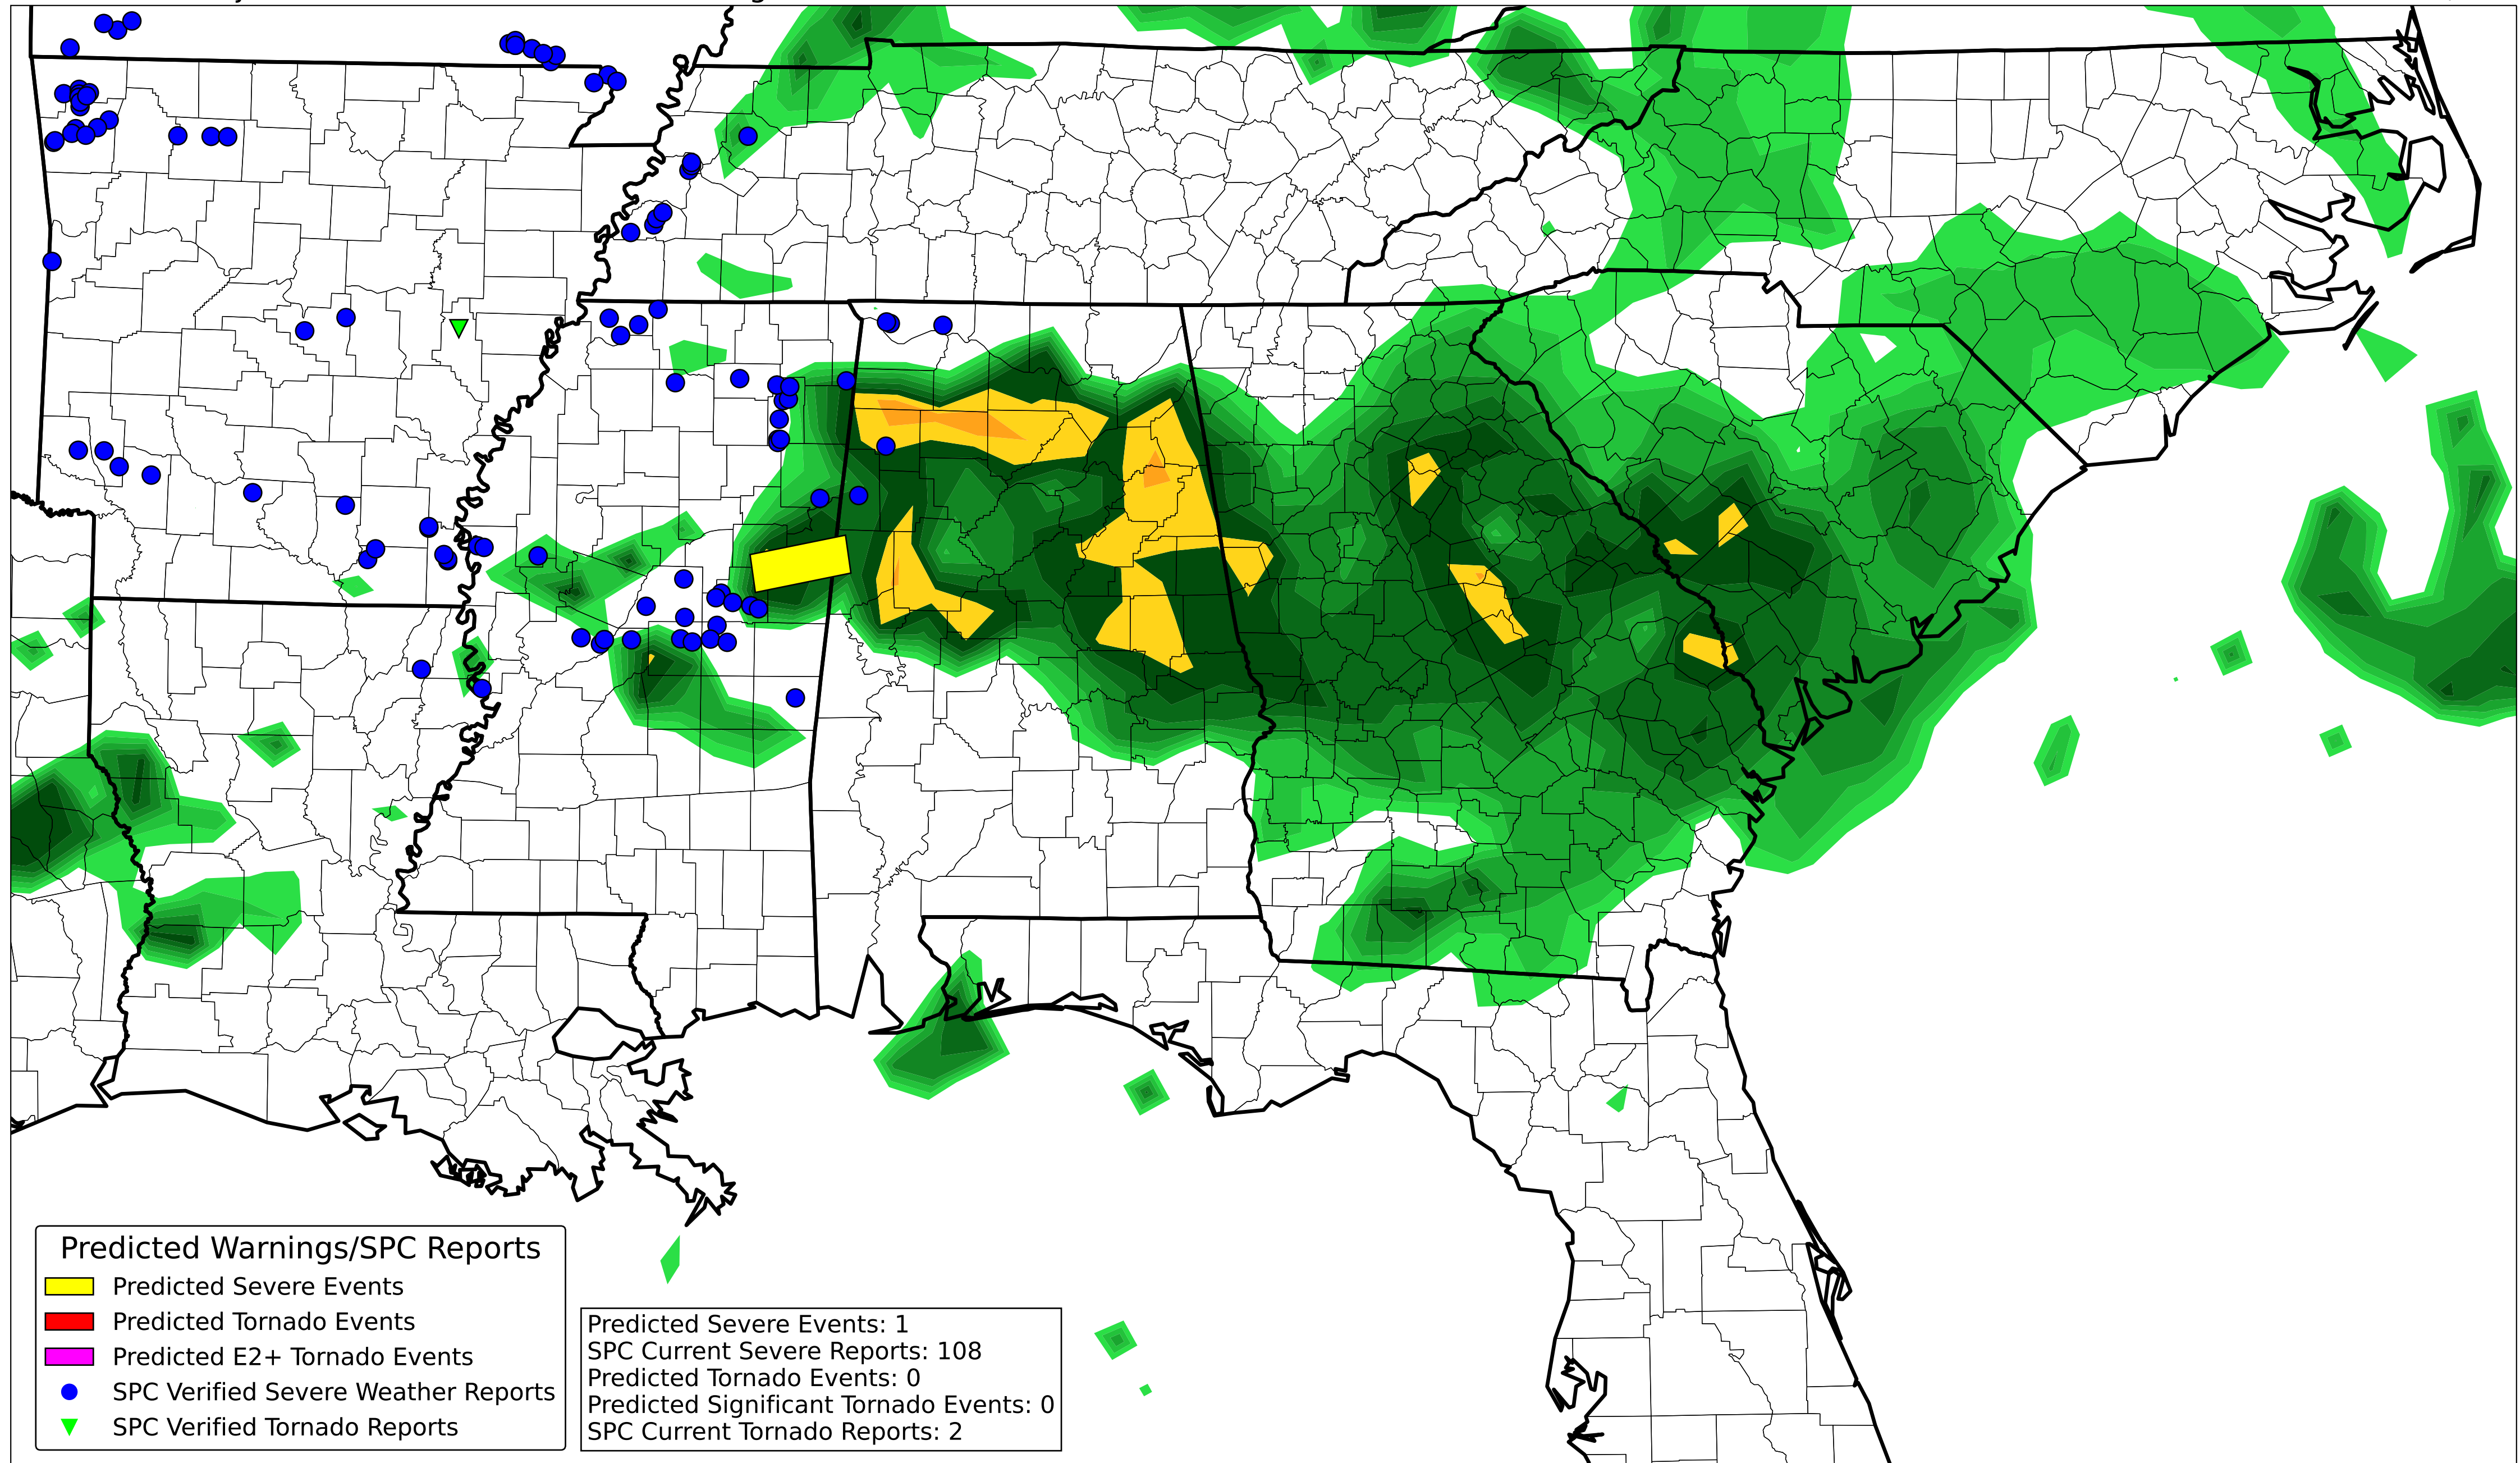 Predicted Warnings/SPC Reports
Predicted Severe Events
Predicted Tornado Events
Predicted E2+ Tornado Events
SPC Verified Severe Weather Reports
SPC Verified Tornado Reports
Predicted Severe Events: 1
SPC Current Severe Reports: 108
Predicted Tornado Events: 0
Predicted Significant Tornado Events: 0
SPC Current Tornado Reports: 2